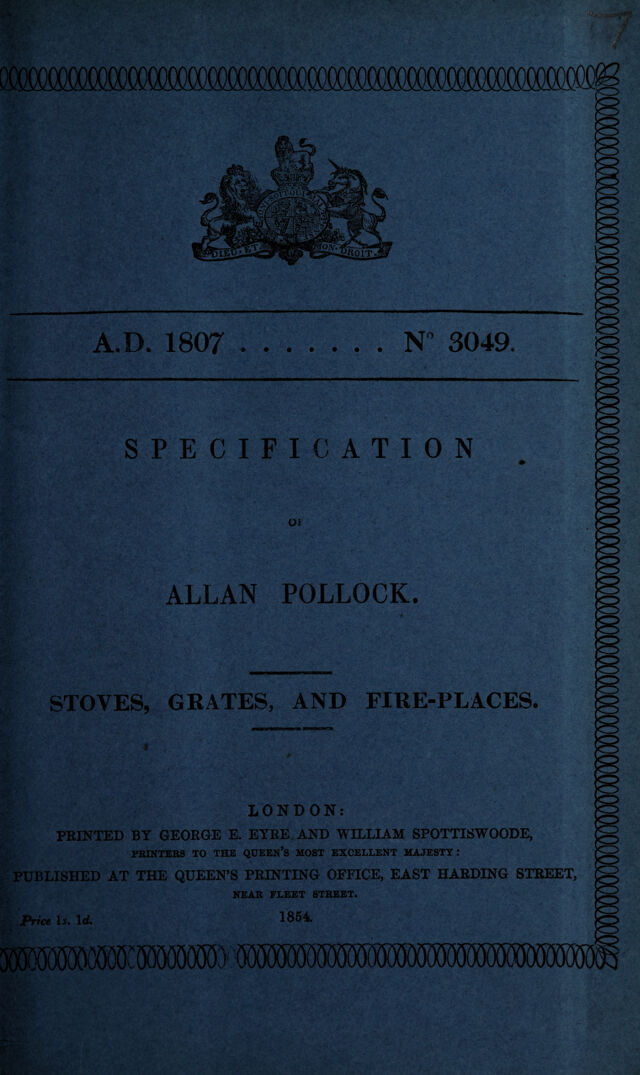 7
DIEU ET MON DROIT.
A.D. 1807 . . . . . . . Nº 3049.
SPECIFICATION
OF
ALLAN POLLOCK.
STOVES, GRATES, AND FIRE-PLACES.
LONDON:
PRINTED BY GEORGE E. EYRE AND WILLIAM SPOTTISWOODE,
PRINTERS TO THE QUEEN'S MOST EXCELLENT MAJESTY:
PUBLISHED AT THE QUEEN'S PRINTING OFFICE, EAST HARDING STREET,
NEAR FLEET STREET.
Price 1s. 1d.
1854.